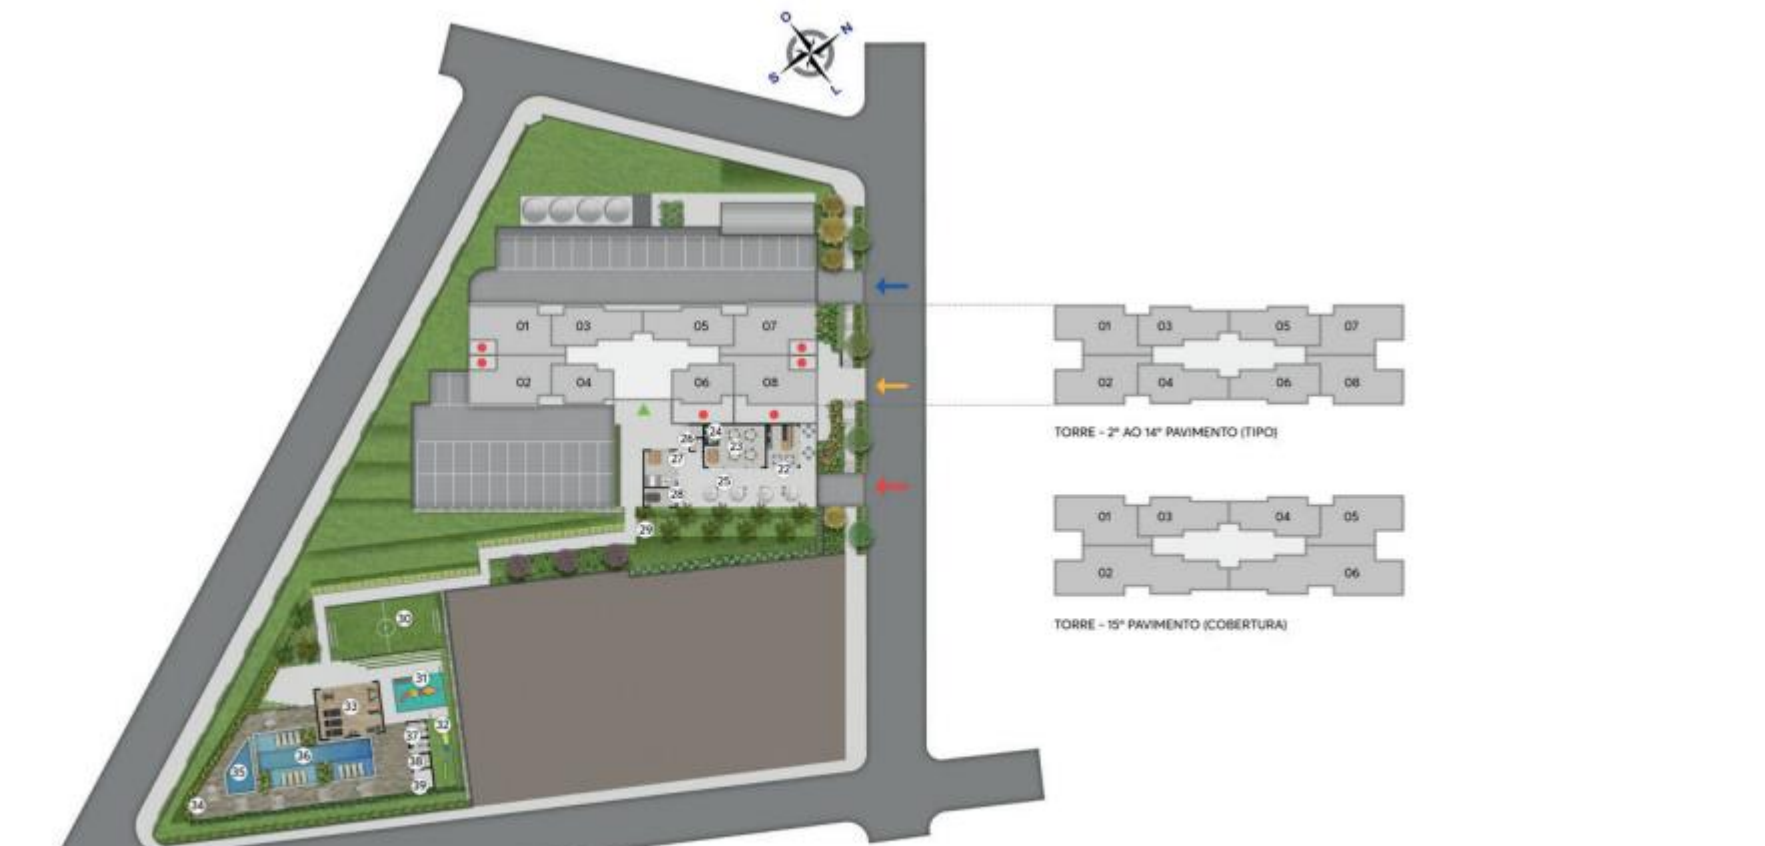 O
N
S
L
01 03 05 07
02 04 06 08
26 24 23
27 22
25
28
29
30
31
33 32
37
36
35 38
39
34
01 03 05 07
02 04 06 08
TORRE - 2º AO 14º PAVIMENTO (TIPO)
01 03 04 05
02 06
TORRE - 15º PAVIMENTO (COBERTURA)